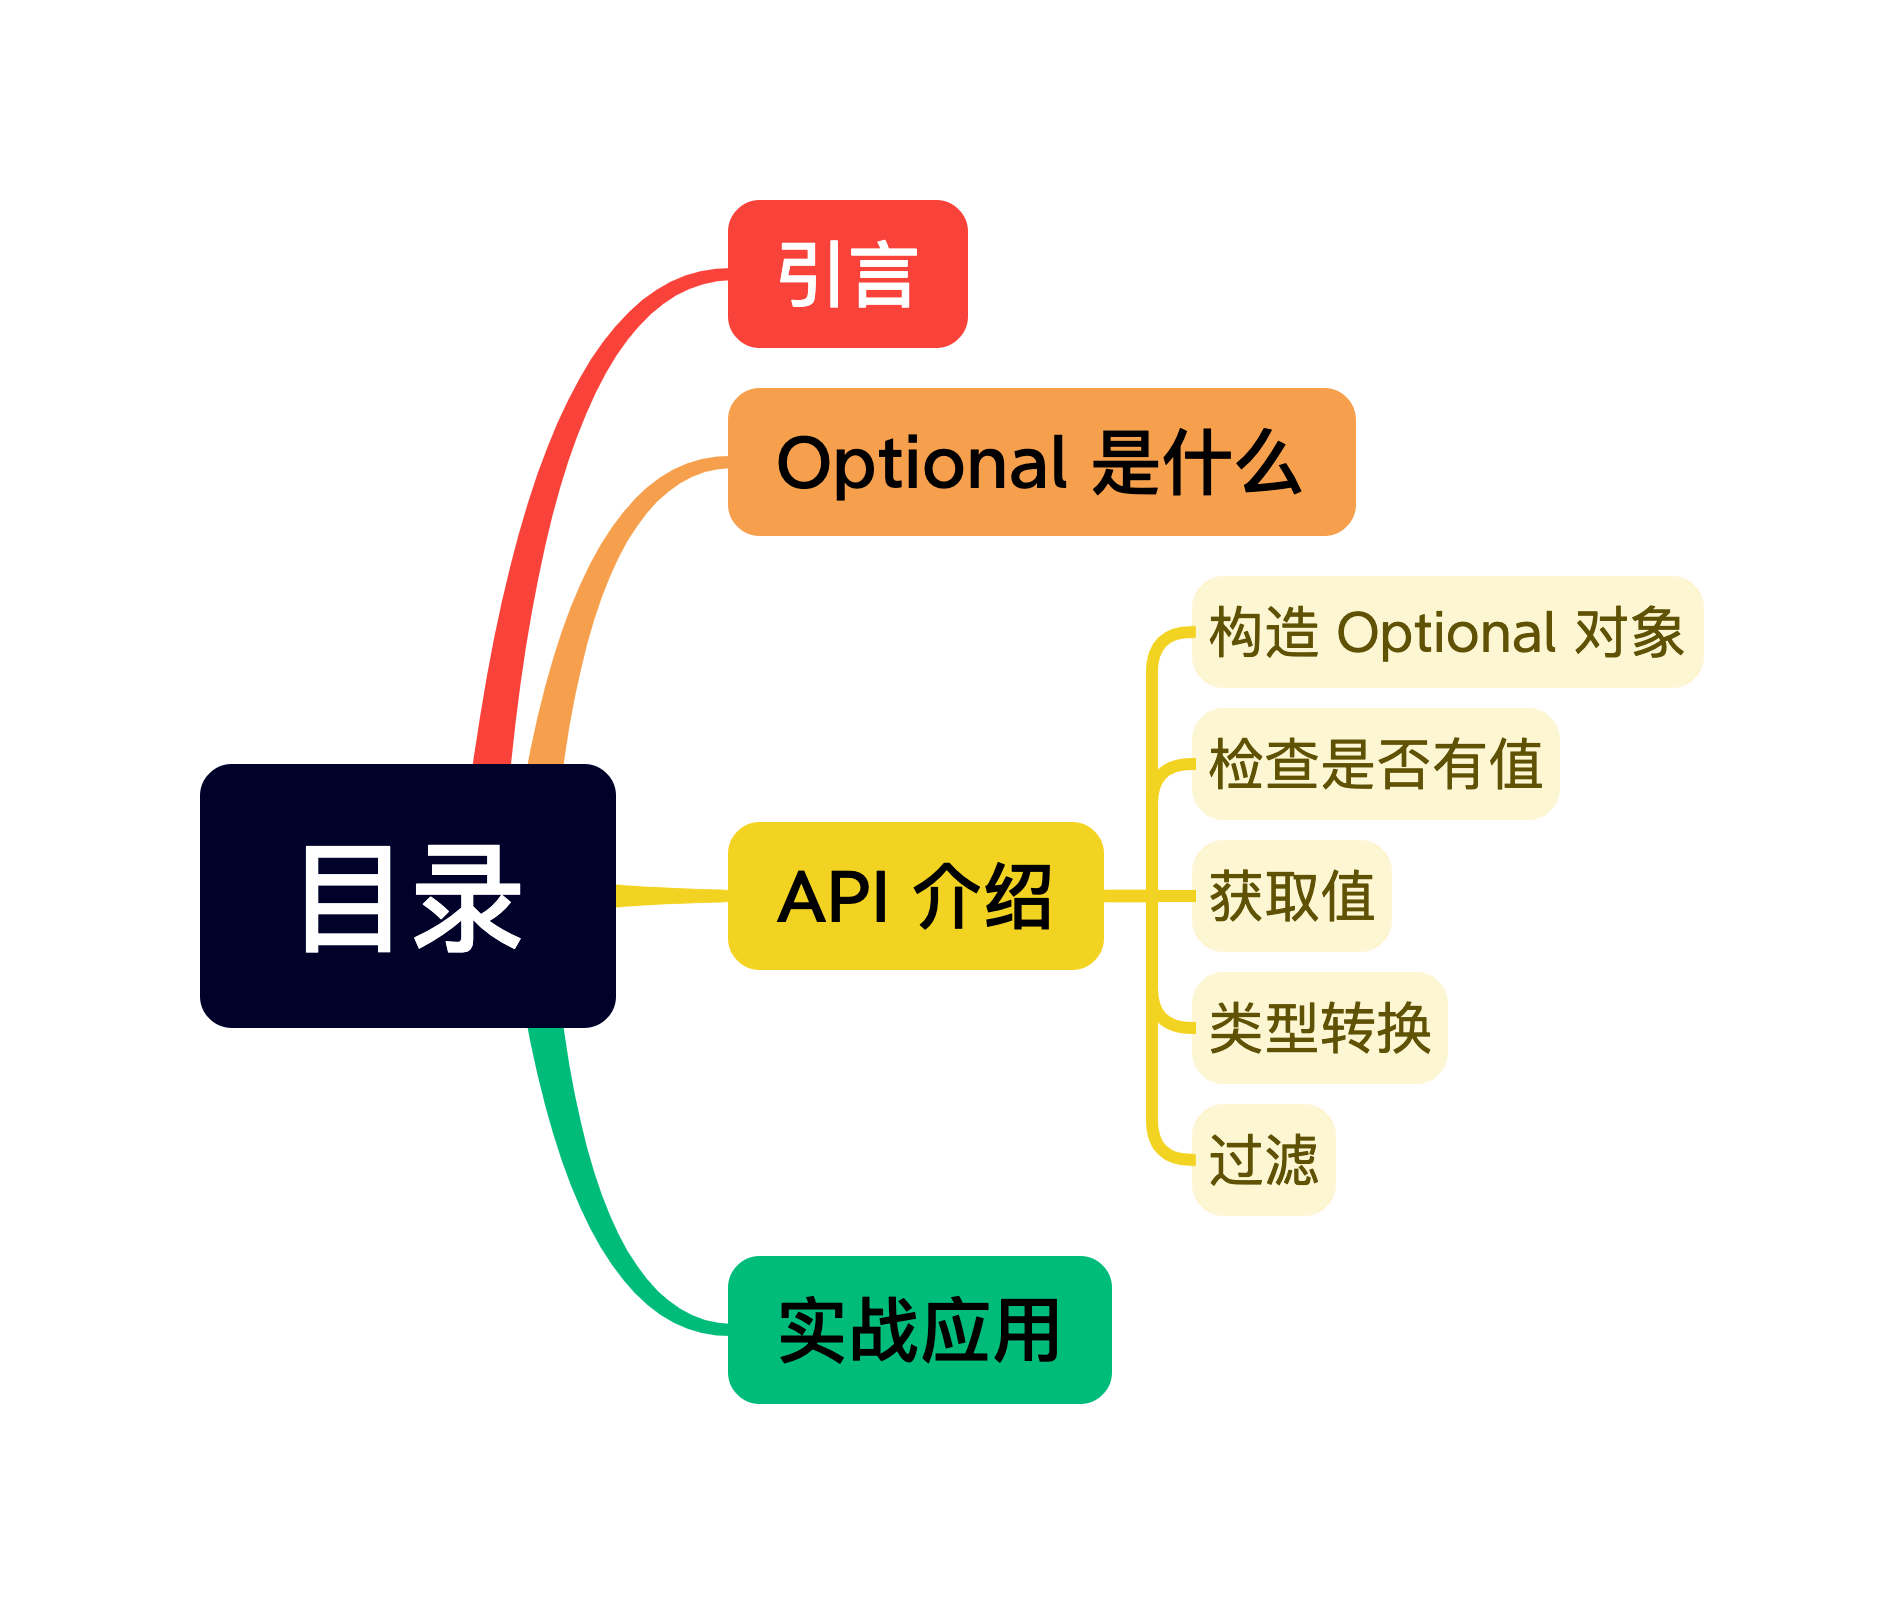 目录
引言
Optional 是什么
API 介绍
构造 Optional 对象
检查是否有值
获取值
类型转换
过滤
实战应用